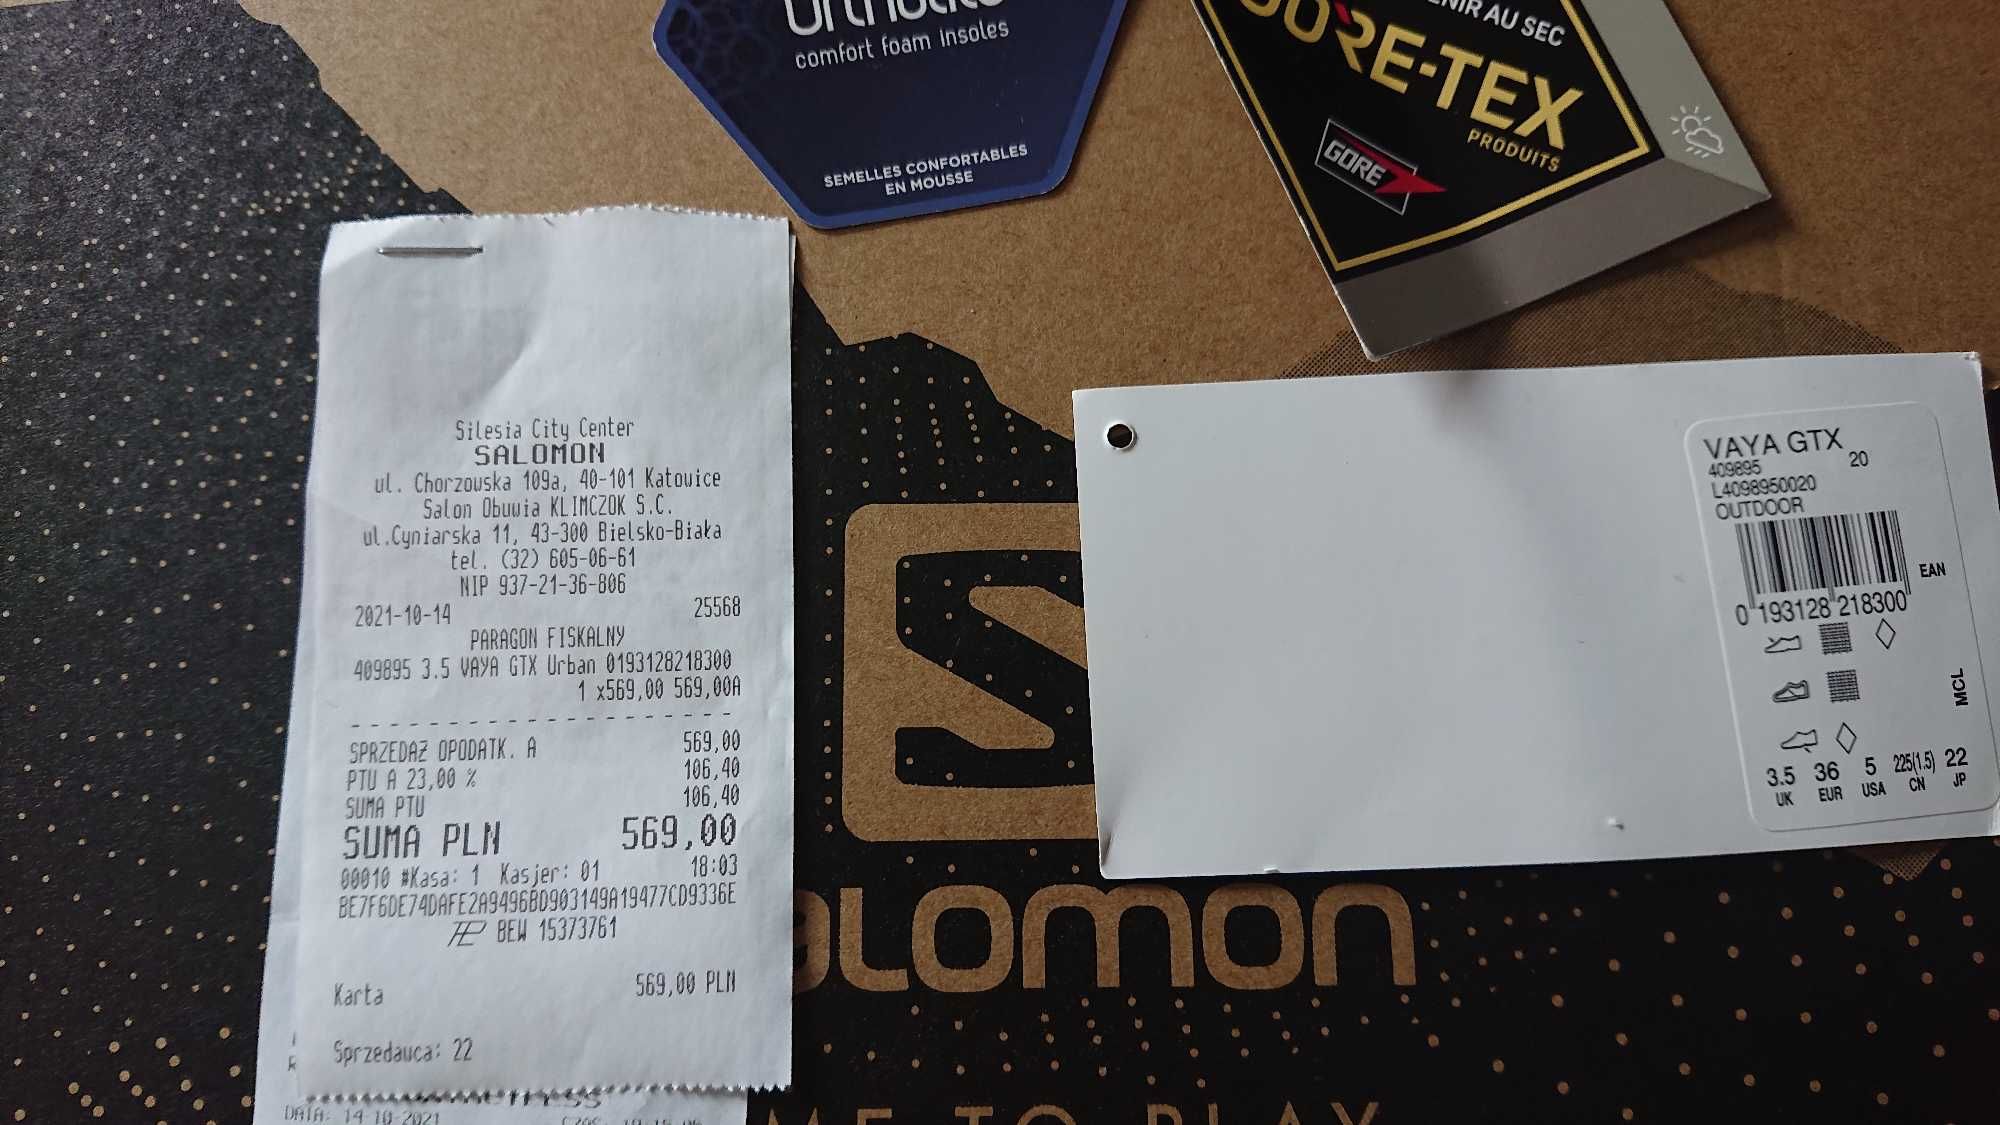 comfort foam insoles
SEMELLES CONFORTABLES
EN MOUSSE
AU SEC
GORE-TEX
PRODUITS
GORE
Silesia City Center
SALOMON
ul. Chorzowska 109a, 40-101 Katowice
Salon Obuwia KLIMCZOK S.C.
ul.Cyniarska 11, 43-300 Bielsko-Biała
tel. (32) 605-06-61
NIP 937-21-36-806
2021-10-14 25568
PARAGON FISKALNY
409895 3.5 VAYA GTX Urban 0193128218300
1 x569,00 569,00A
SPRZEDAŻ OPODATK. A 569,00
PTU A 23,00 % 106,40
SUMA PTU 106,40
SUMA PLN 569,00
00010 #Kasa: 1 Kasjer: 01 18:03
BE7F6DE74DAFE2A9496BD903149A19477CD9336E
BEW 15373761
Karta 569,00 PLN
Sprzedawca: 22
DATA: 14-10-2021
VAYA GTX
409895 20
L4098950020
OUTDOOR
EAN
0 193128 218300
MCL
3.5 36 5 225(1.5) 22
UK EUR USA CN JP
salomon
TO PLAY